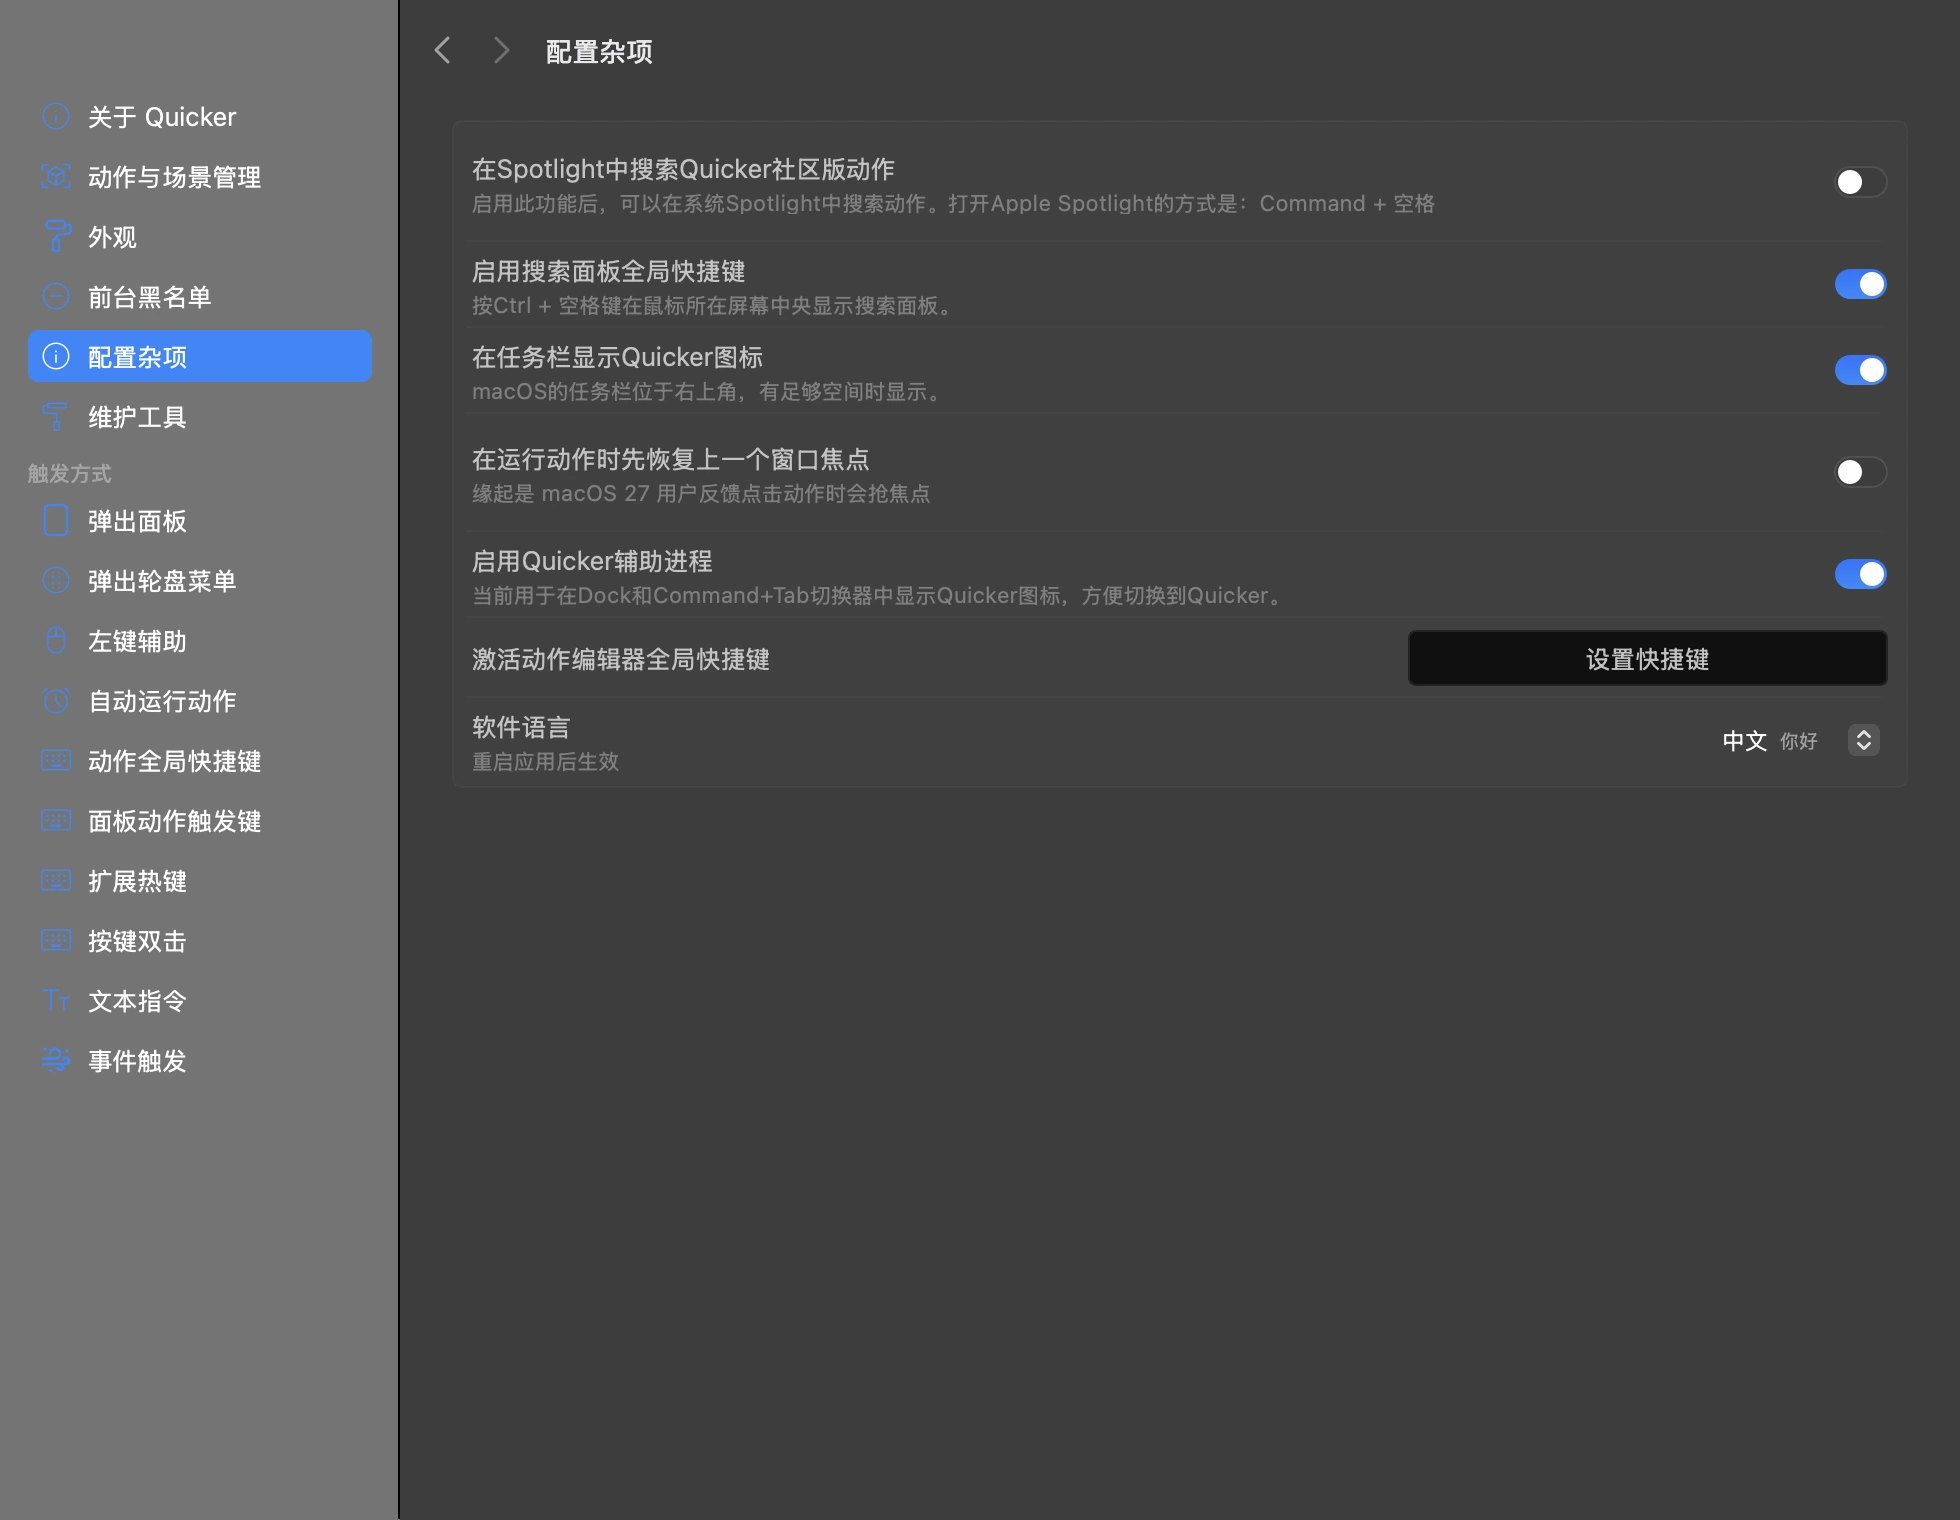 关于 Quicker
动作与场景管理
外观
前台黑名单
配置杂项
维护工具
触发方式
弹出面板
弹出轮盘菜单
左键辅助
自动运行动作
动作全局快捷键
面板动作触发键
扩展热键
按键双击
文本指令
事件触发
配置杂项
在Spotlight中搜索Quicker社区版动作
启用此功能后，可以在系统Spotlight中搜索动作。打开Apple Spotlight的方式是：Command + 空格
启用搜索面板全局快捷键
按Ctrl + 空格键在鼠标所在屏幕中央显示搜索面板。
在任务栏显示Quicker图标
macOS的任务栏位于右上角，有足够空间时显示。
在运行动作时先恢复上一个窗口焦点
缘起是 macOS 27 用户反馈点击动作时会抢焦点
启用Quicker辅助进程
当前用于在Dock和Command+Tab切换器中显示Quicker图标，方便切换到Quicker。
激活动作编辑器全局快捷键
设置快捷键
软件语言
重启应用后生效
中文 你好